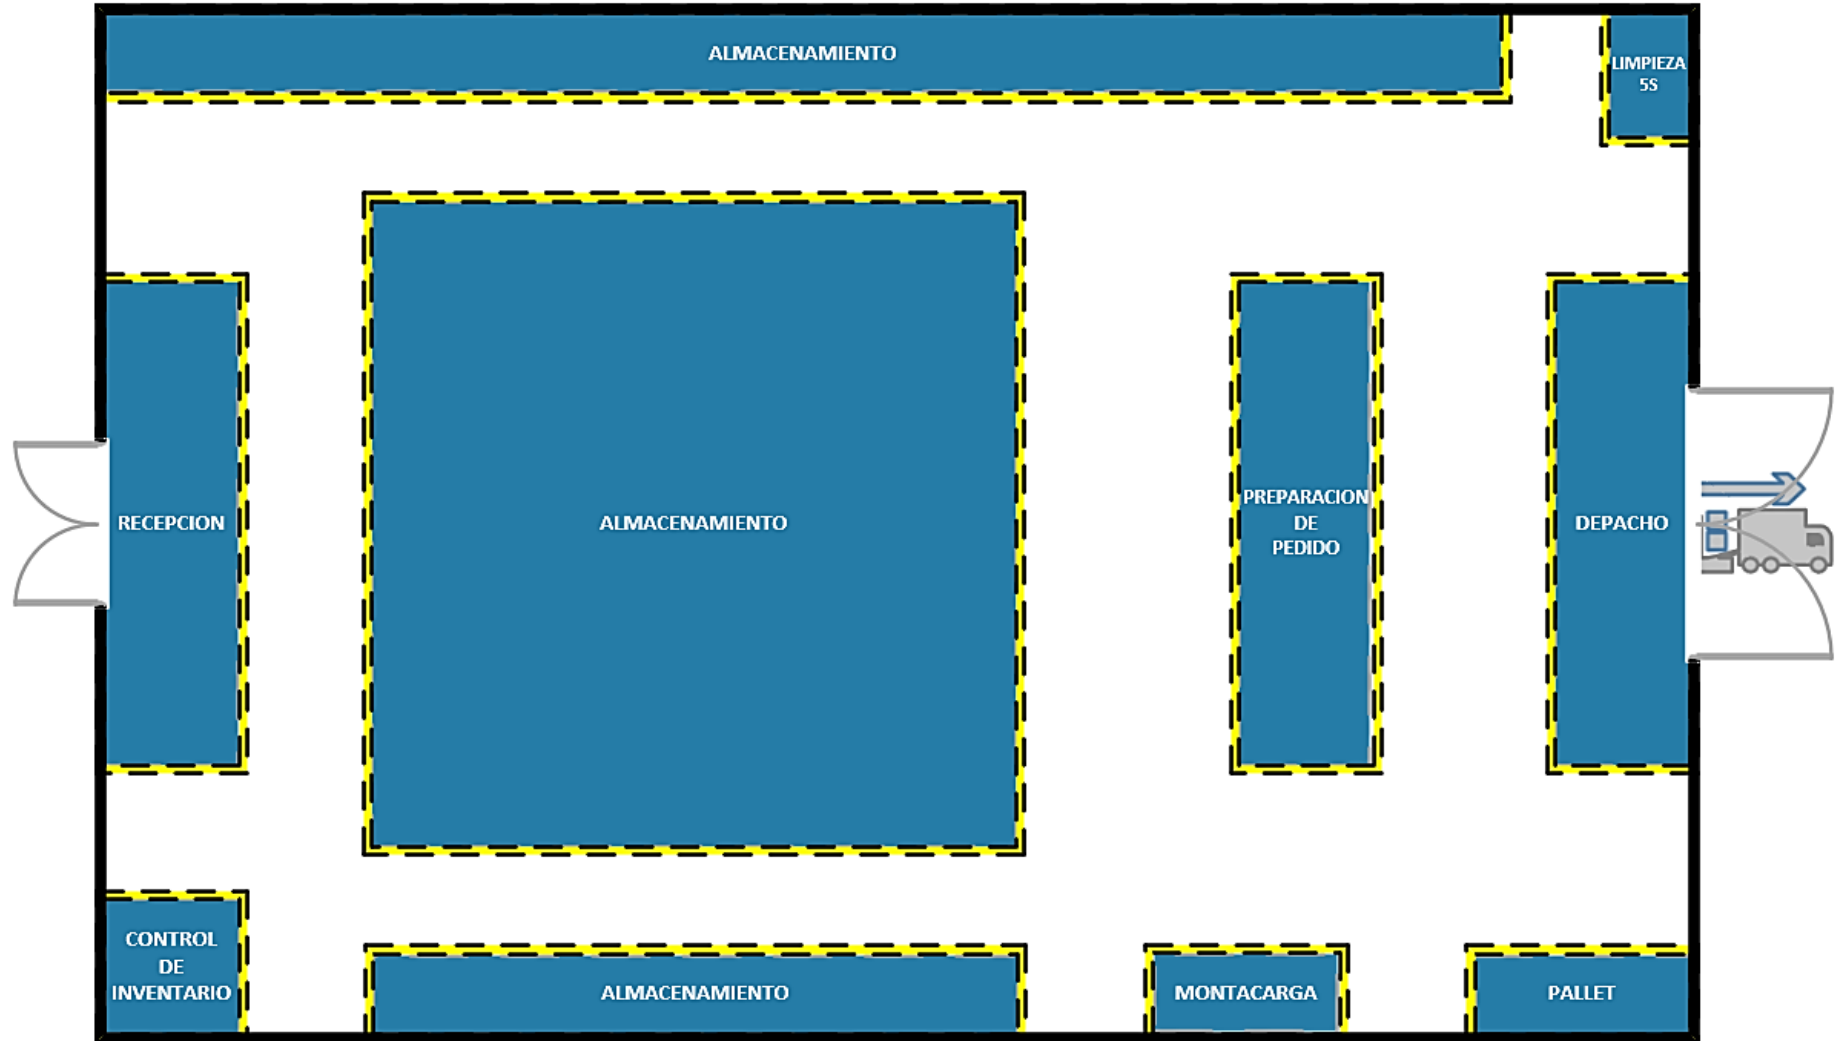 ALMACENAMIENTO
LIMPIEZA
5S
RECEPCION
ALMACENAMIENTO
PREPARACION
DE
PEDIDO
DEPACHO
CONTROL
DE
INVENTARIO
ALMACENAMIENTO
MONTACARGA
PALLET